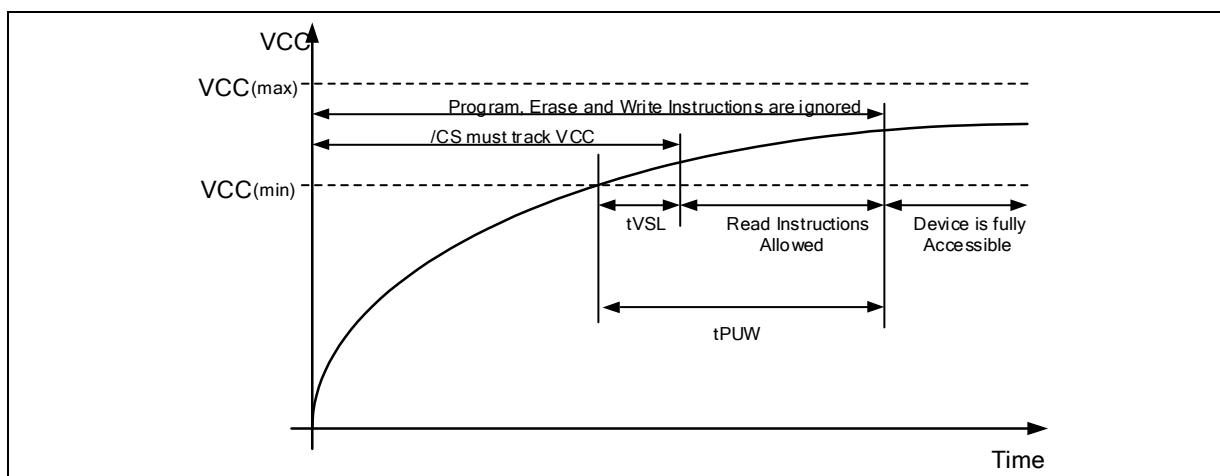 VCC
VCC(max)
Program, Erase and Write Instructions are ignored
/CS must track VCC
VCC(min)
tVSL
Read Instructions
Allowed
Device is fully
Accessible
tPUW
Time